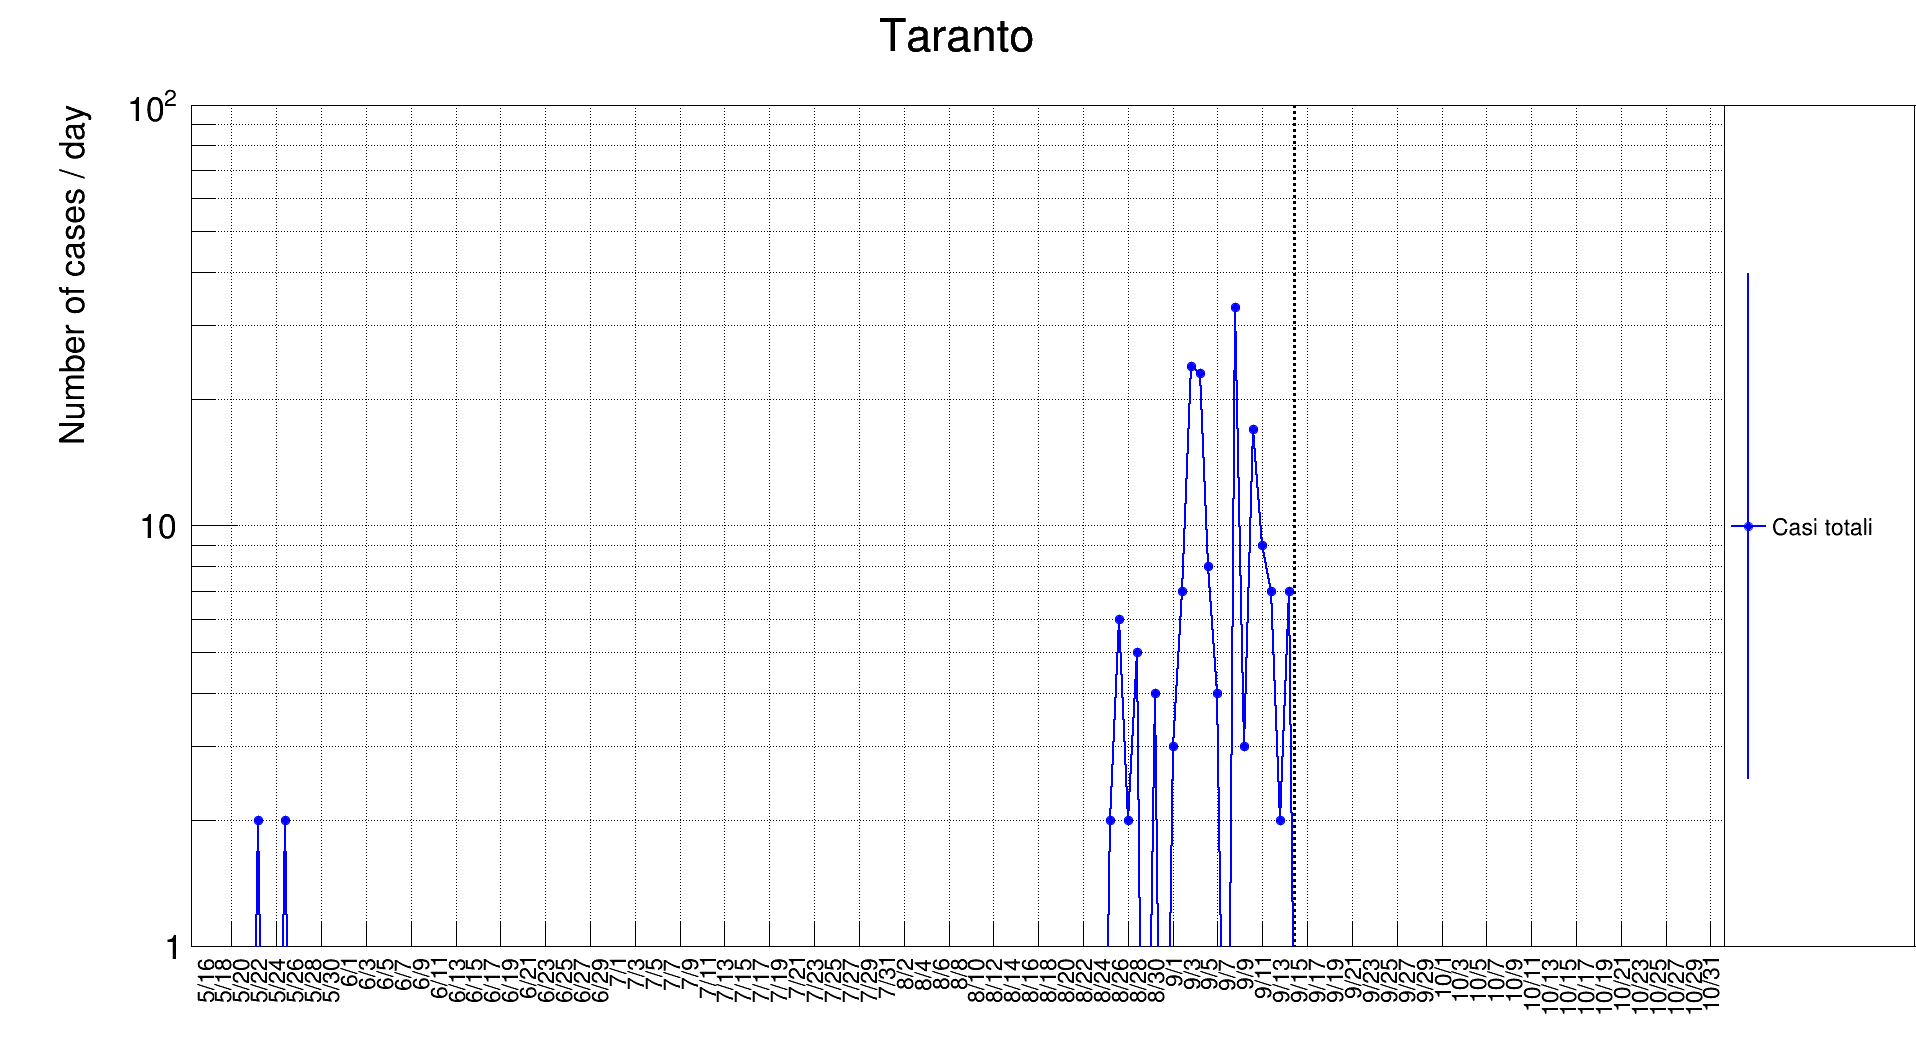 Taranto
Number of cases / day
10²
10
1
5/16 5/18 5/20 5/22 5/24 5/26 5/28 5/30 6/1 6/3 6/5 6/7 6/9 6/11 6/13 6/15 6/17 6/19 6/21 6/23 6/25 6/27 6/29 7/1 7/3 7/5 7/7 7/9 7/11 7/13 7/15 7/17 7/19 7/21 7/23 7/25 7/27 7/29 7/31 8/2 8/4 8/6 8/8 8/10 8/12 8/14 8/16 8/18 8/20 8/22 8/24 8/26 8/28 8/30 9/1 9/3 9/5 9/7 9/9 9/11 9/13 9/15 9/17 9/19 9/21 9/23 9/25 9/27 9/29 10/1 10/3 10/5 10/7 10/9 10/11 10/13 10/15 10/17 10/19 10/21 10/23 10/25 10/27 10/29 10/31
Casi totali